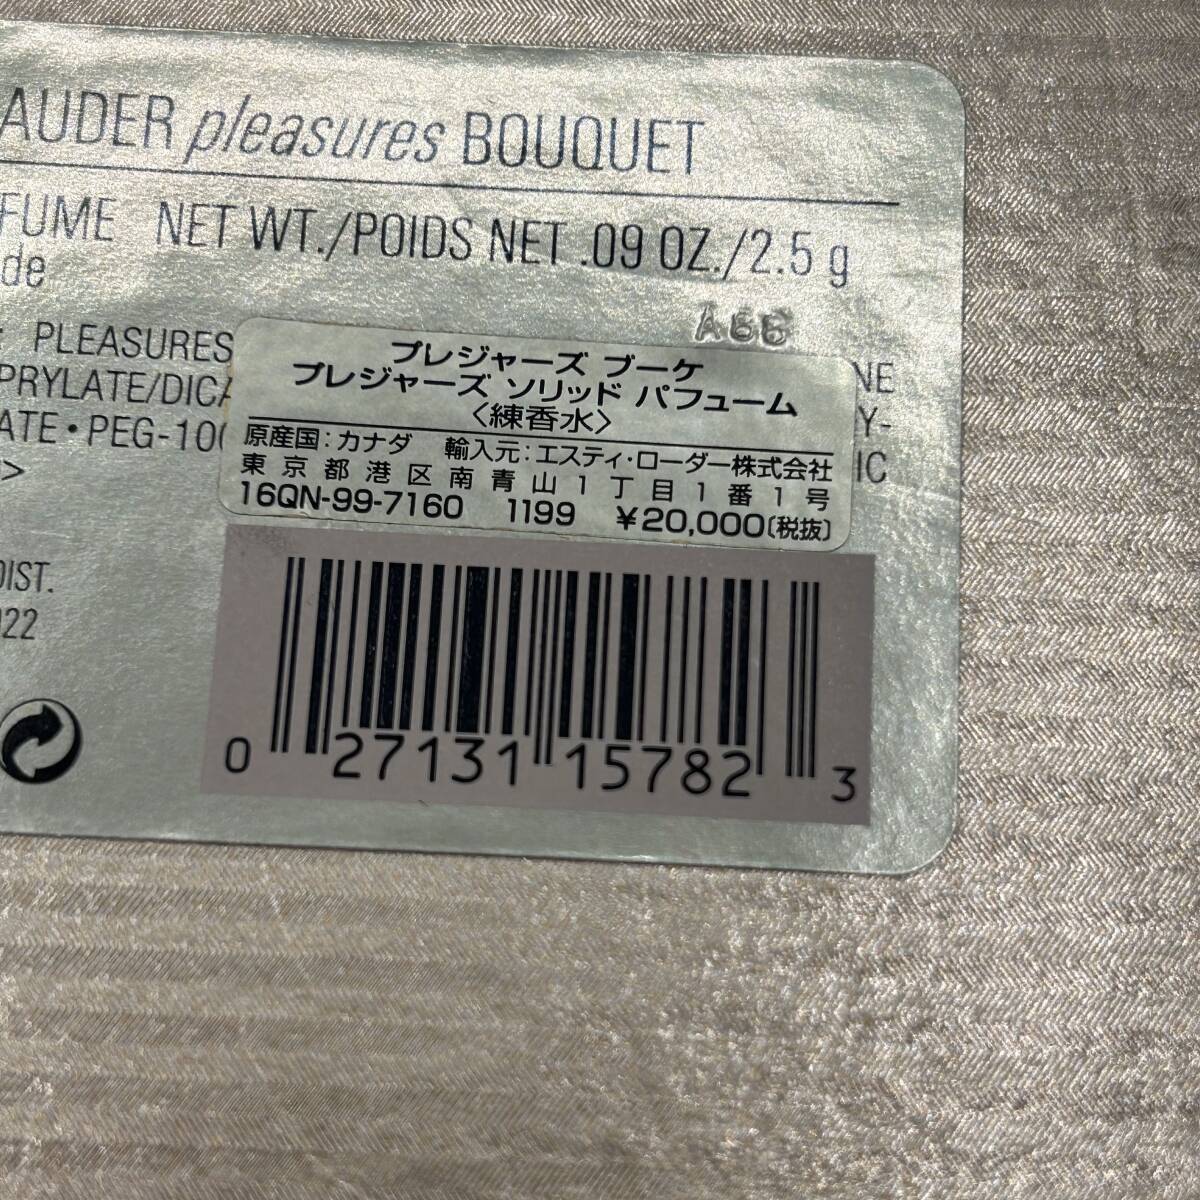 AUDER pleasures BOUQUET
FUME NET WT./POIDS NET .09 OZ./2.5 g
de
A66
: PLEASURES
NE
PRYLATE/DICA
Y-
ATE • PEG-100
IC
>
プレジャーズ ブーケ
プレジャーズ ソリッド パフューム
〈練香水〉
原産国:カナダ 輸入元:エスティ・ローダー株式会社
東京都港区南青山1丁目1番1号
16QN-99-7160 1199 ¥20,000〔税抜〕
DIST.
022
0 27131 15782 3